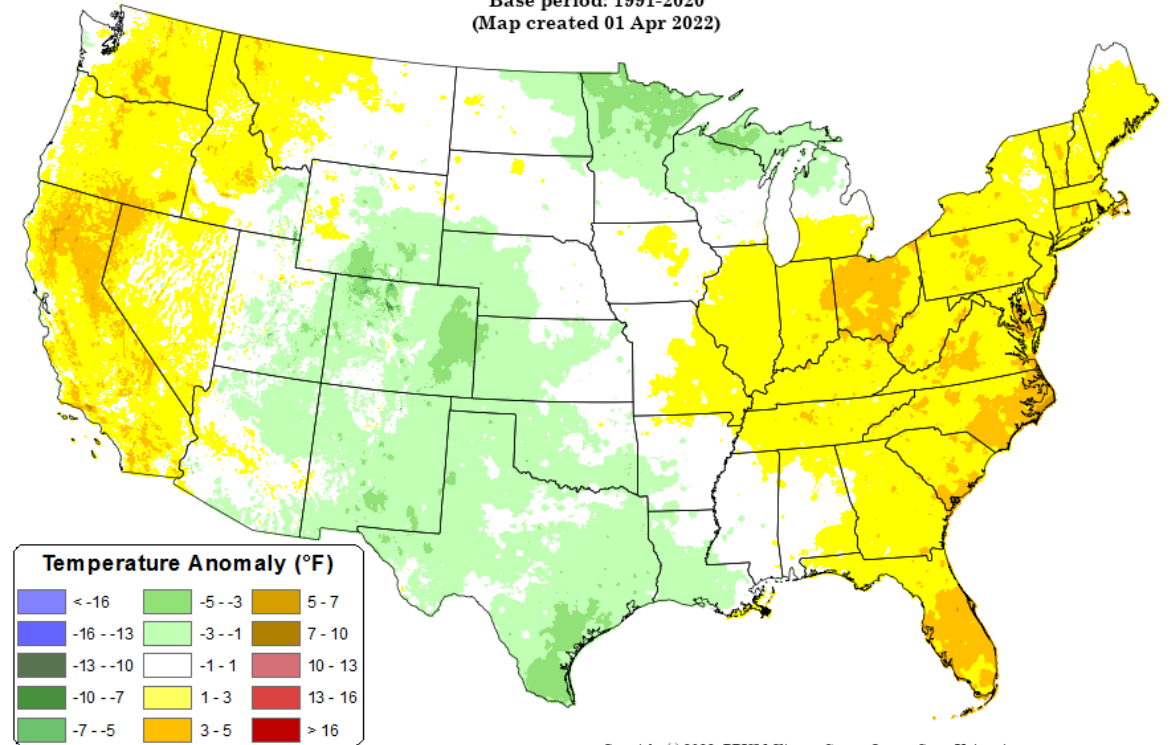 Base period: 1991-2020
(Map created 01 Apr 2022)
Temperature Anomaly (°F)
< -16
-5 - -3
5 - 7
-16 - -13
-3 - -1
7 - 10
-13 - -10
-1 - 1
10 - 13
-10 - -7
1 - 3
13 - 16
-7 - -5
3 - 5
> 16